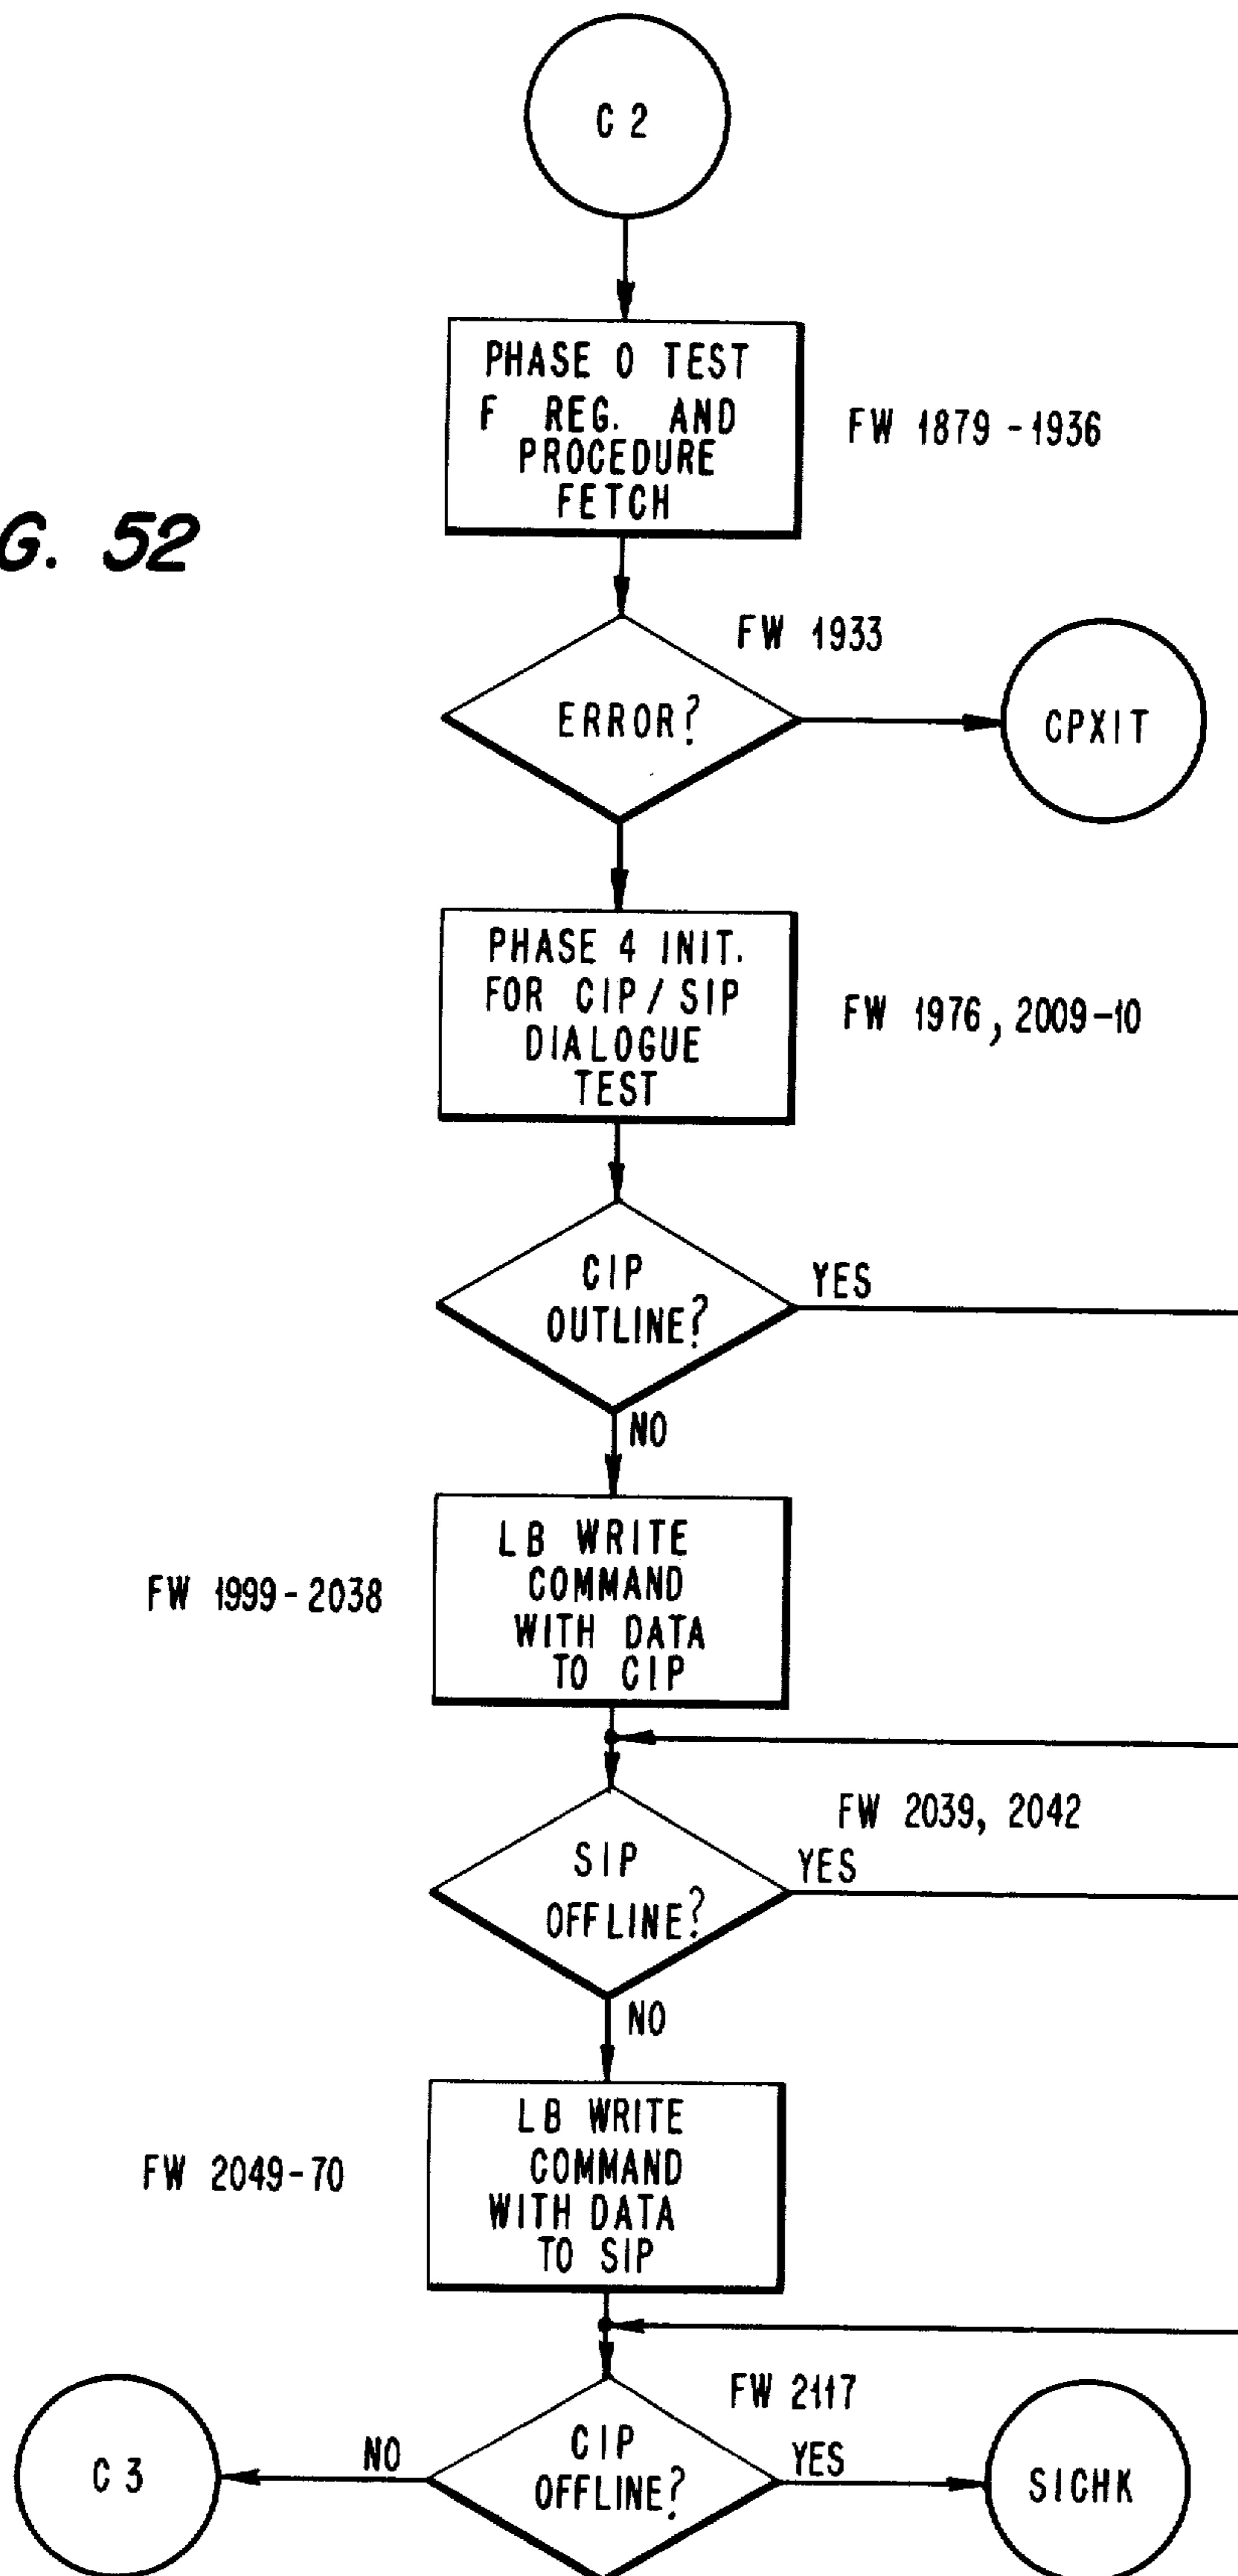 C 2
PHASE 0 TEST
F REG. AND
PROCEDURE
FETCH
FW 1879-1936
G. 52
FW 1933
ERROR?
CPXIT
PHASE 4 INIT.
FOR CIP/SIP
DIALOGUE
TEST
FW 1976, 2009-10
CIP
OUTLINE?
YES
NO
LB WRITE
COMMAND
WITH DATA
TO CIP
FW 1999-2038
FW 2039, 2042
SIP
OFFLINE?
YES
NO
LB WRITE
COMMAND
WITH DATA
TO SIP
FW 2049-70
FW 2117
CIP
OFFLINE?
NO
YES
C 3
SICHK